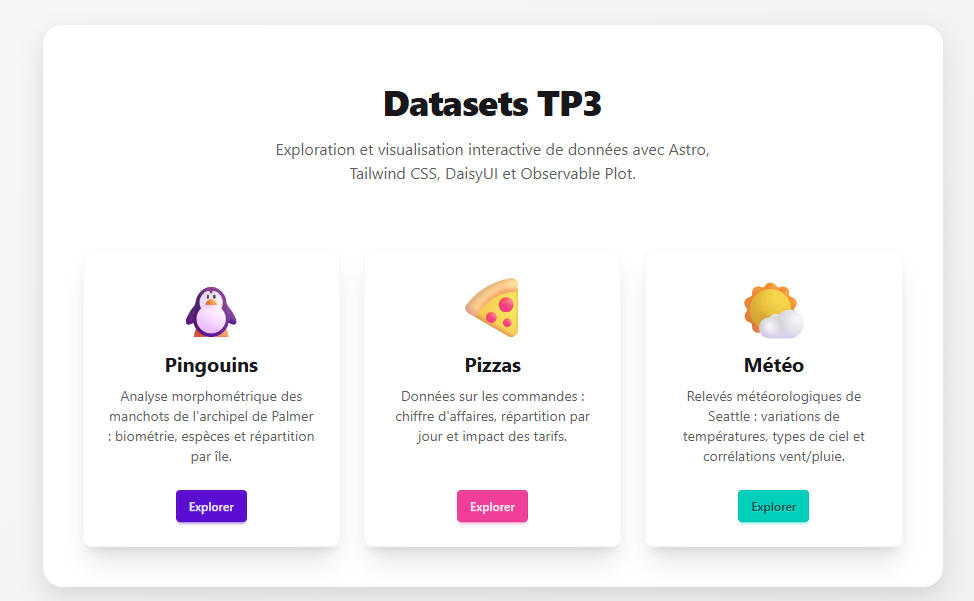 Datasets TP3
Exploration et visualisation interactive de données avec Astro,
Tailwind CSS, DaisyUI et Observable Plot.
Pingouins
Analyse morphométrique des
manchots de l'archipel de Palmer
: biométrie, espèces et répartition
par île.
Explorer
Pizzas
Données sur les commandes :
chiffre d'affaires, répartition par
jour et impact des tarifs.
Explorer
Météo
Relevés météorologiques de
Seattle : variations de
températures, types de ciel et
corrélations vent/pluie.
Explorer